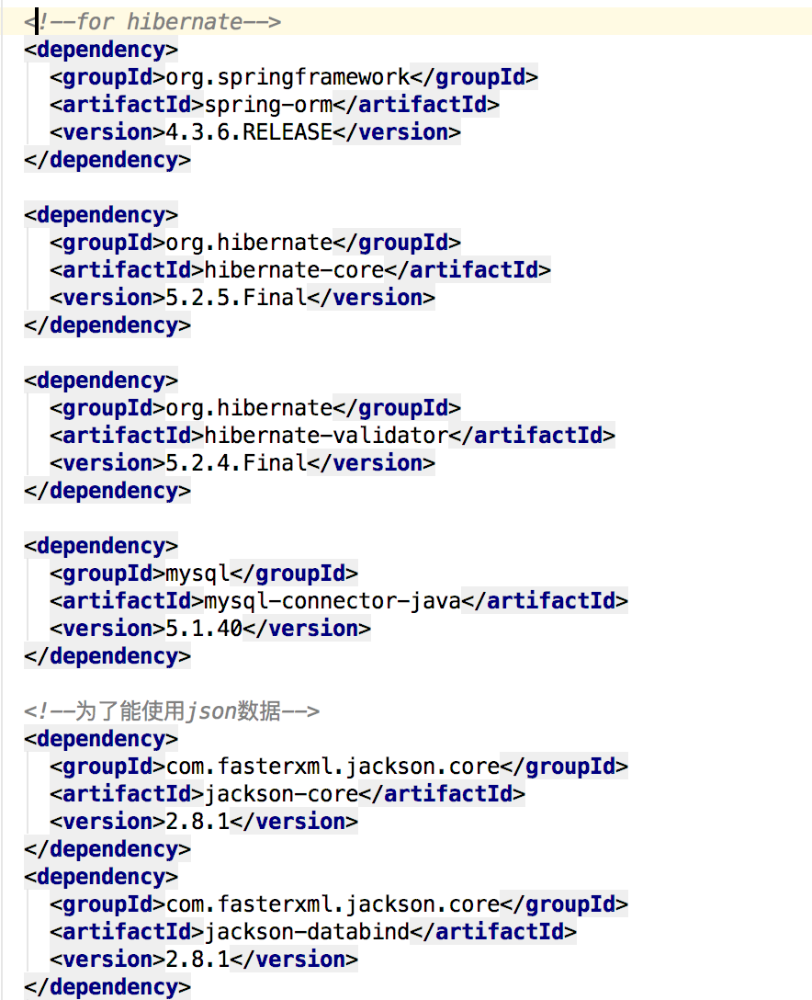 <!--for hibernate-->
<dependency>
<groupId>org.springframework</groupId>
<artifactId>spring-orm</artifactId>
<version>4.3.6.RELEASE</version>
</dependency>
<dependency>
<groupId>org.hibernate</groupId>
<artifactId>hibernate-core</artifactId>
<version>5.2.5.Final</version>
</dependency>
<dependency>
<groupId>org.hibernate</groupId>
<artifactId>hibernate-validator</artifactId>
<version>5.2.4.Final</version>
</dependency>
<dependency>
<groupId>mysql</groupId>
<artifactId>mysql-connector-java</artifactId>
<version>5.1.40</version>
</dependency>
<!--为了能使用json数据-->
<dependency>
<groupId>com.fasterxml.jackson.core</groupId>
<artifactId>jackson-core</artifactId>
<version>2.8.1</version>
</dependency>
<dependency>
<groupId>com.fasterxml.jackson.core</groupId>
<artifactId>jackson-databind</artifactId>
<version>2.8.1</version>
</dependency>